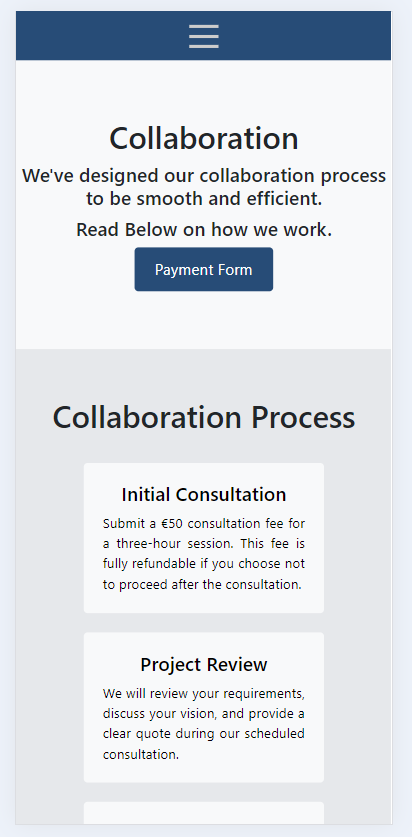 Collaboration
We've designed our collaboration process
to be smooth and efficient.
Read Below on how we work.
Payment Form
Collaboration Process
Initial Consultation
Submit a €50 consultation fee for
a three-hour session. This fee is
fully refundable if you choose not
to proceed after the consultation.
Project Review
We will review your requirements,
discuss your vision, and provide a
clear quote during our scheduled
consultation.